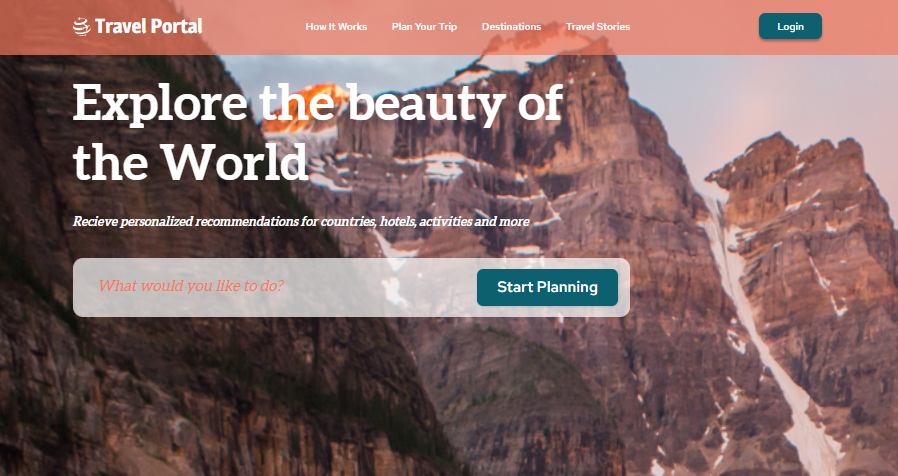 Travel Portal
How It Works
Plan Your Trip
Destinations
Travel Stories
Login
Explore the beauty of
the World
Recieve personalized recommendations for countries, hotels, activities and more
What would you like to do?
Start Planning